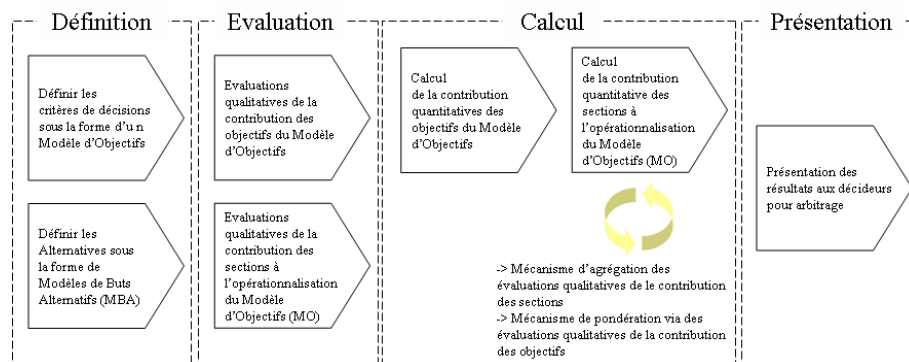 Définition
Définir les
critères de décisions
sous la forme d'u n
Modèle d'Objectifs
Définir les
Alternatives sous
la forme de
Modèles de Buts
Alternatifs (MBA)
Evaluation
Evaluations
qualitatives de la
contribution des
objectifs du Modèle
d'Objectifs
Evaluations
qualitatives de la
contribution des
sections à
l'opérationnalisation
du Modèle
d'Objectifs (MO)
Calcul
Calcul
de la contribution
quantitatives des
objectifs du Modèle
d'Objectifs
Calcul
de la contribution
quantitative des
sections à
l'opérationnalisation
du Modèle
d'Objectifs (MO)
-> Mécanisme d'agrégation des
évaluations qualitatives de le contribution
des sections
-> Mécanisme de pondération via des
évaluations qualitatives de la contribution
des objectifs
Présentation
Présentation des
résultats aux décideurs
pour arbitrage